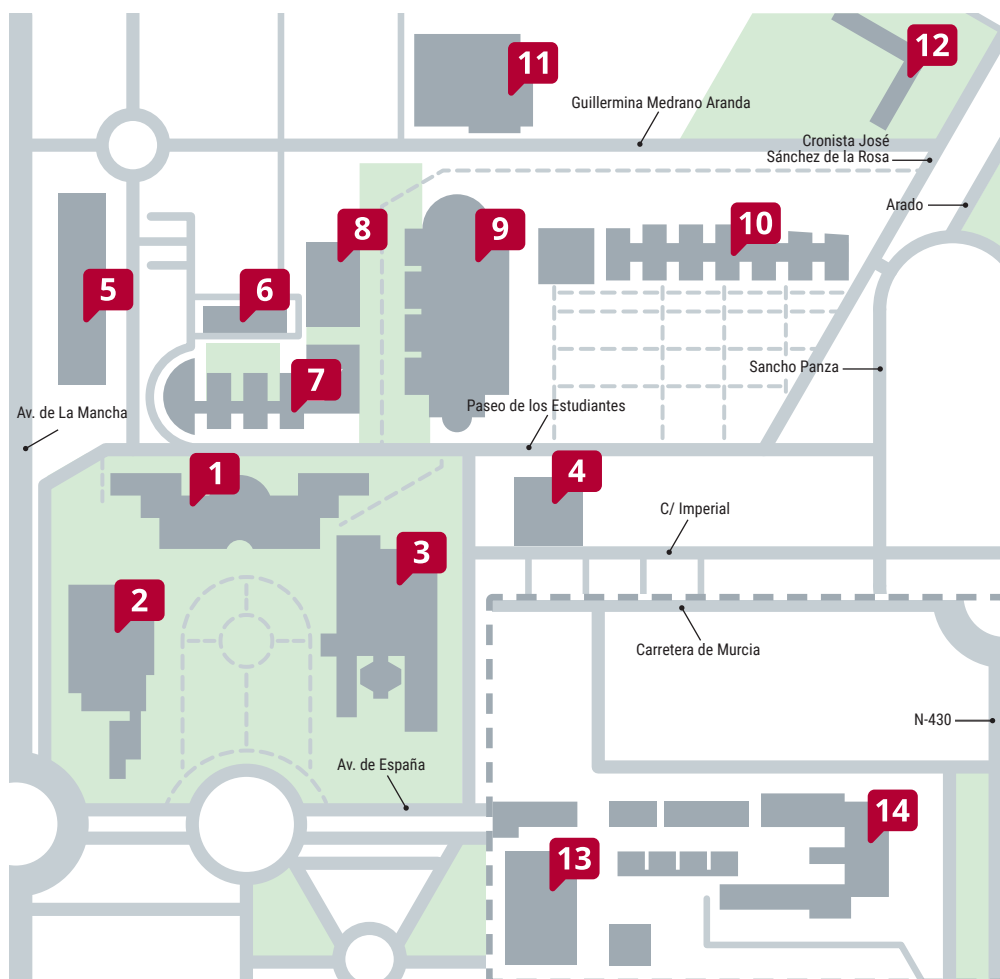 11
12
Guillermina Medrano Aranda
Cronista José
Sánchez de la Rosa
Arado
8
9
10
5
6
7
Sancho Panza
Av. de La Mancha
Paseo de los Estudiantes
1
4
C/ Imperial
3
2
Carretera de Murcia
N-430
Av. de España
14
13